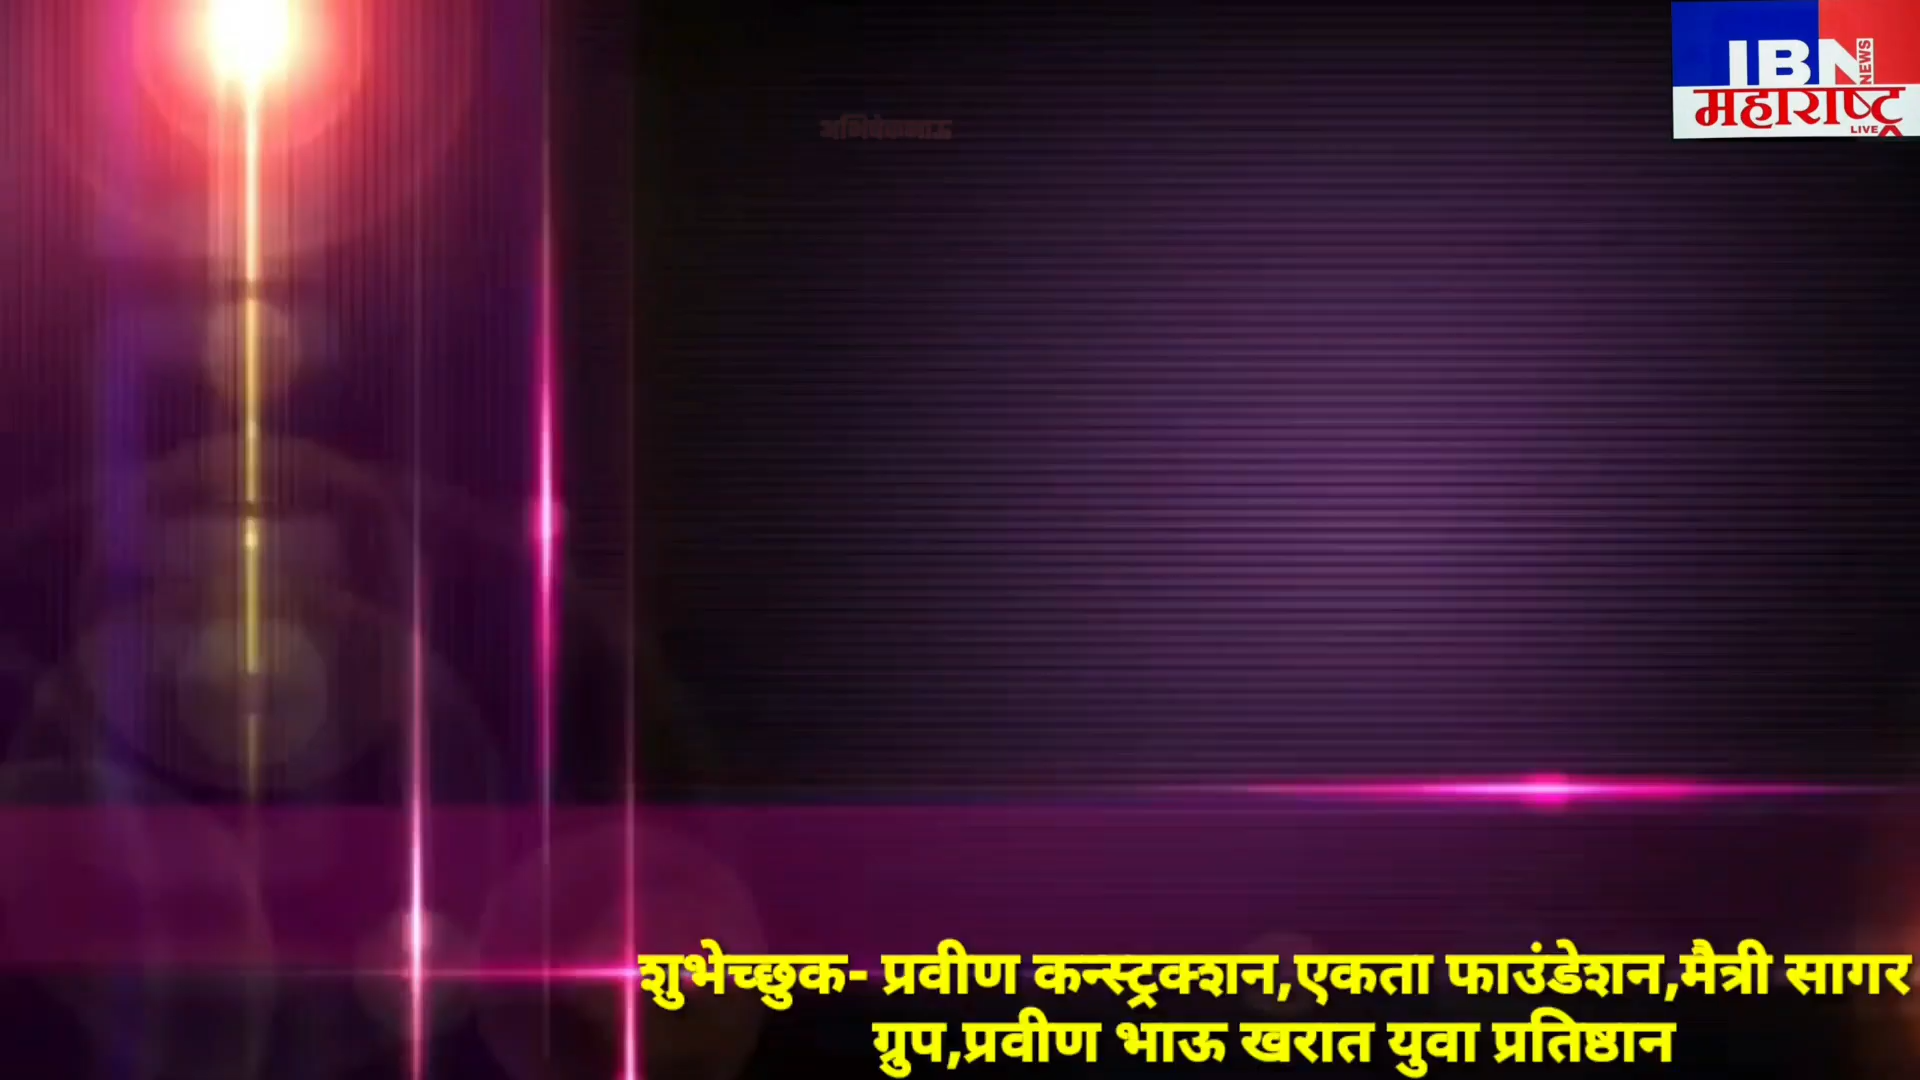 IBN
NEWS
महाराष्ट्र
LIVE
शुभेच्छुक- प्रवीण कन्स्ट्रक्शन,एकता फाउंडेशन,मैत्री सागर
ग्रुप,प्रवीण भाऊ खरात युवा प्रतिष्ठान